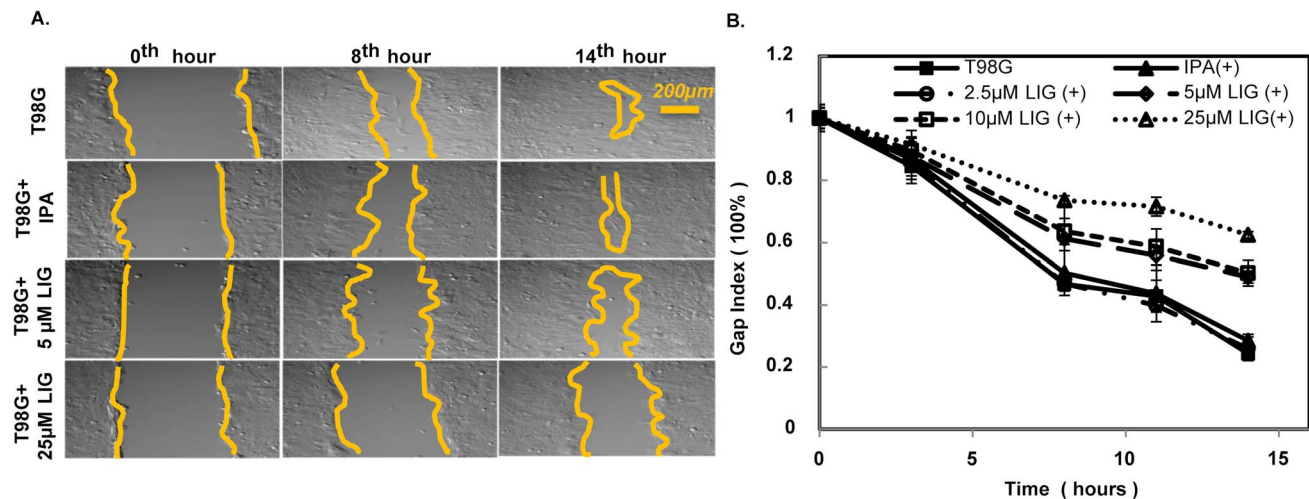 A.
0th hour
8th hour
14th hour
T98G
200µm
T98G+
IPA
T98G+
5 µM LIG
T98G+
25µM LIG
B.
Gap Index ( 100% )
1.2
1
0.8
0.6
0.4
0.2
0
T98G
IPA(+)
2.5µM LIG (+)
5µM LIG (+)
10µM LIG (+)
25µM LIG(+)
0
5
10
15
Time ( hours )